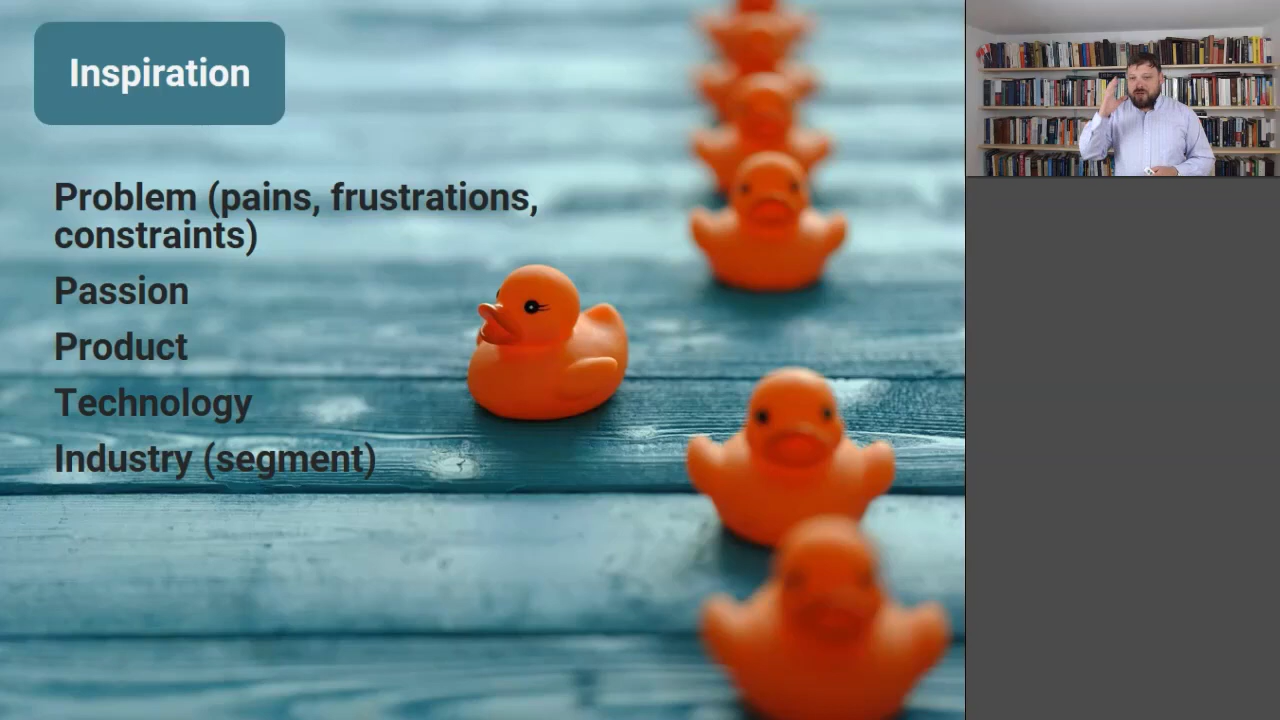 Inspiration
Problem (pains, frustrations,
constraints)
Passion
Product
Technology
Industry (segment)